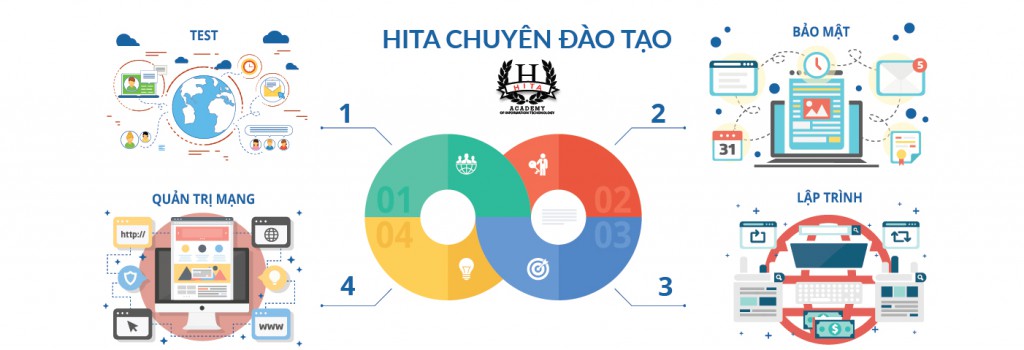 TEST
HITA CHUYÊN ĐÀO TẠO
BẢO MẬT
H
HITA
ACADEMY
OF INFORMATION TECHNOLOGY
1
2
5
31
QUẢN TRỊ MẠNG
LẬP TRÌNH
01
02
04
03
http://
www
4
3
$